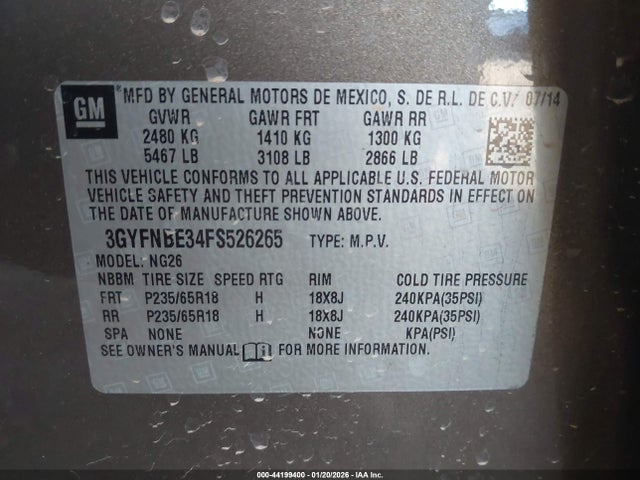 GM
MFD BY GENERAL MOTORS DE MEXICO, S. DE R.L. DE C.V. 07/14
GVWR GAWR FRT GAWR RR
2480 KG 1410 KG 1300 KG
5467 LB 3108 LB 2866 LB
THIS VEHICLE CONFORMS TO ALL APPLICABLE U.S. FEDERAL MOTOR
VEHICLE SAFETY AND THEFT PREVENTION STANDARDS IN EFFECT ON
THE DATE OF MANUFACTURE SHOWN ABOVE.
3GYFNBE34FS526265 TYPE: M.P.V.
MODEL: NG26
NBBM TIRE SIZE SPEED RTG RIM COLD TIRE PRESSURE
FRT P235/65R18 H 18X8J 240KPA(35PSI)
RR P235/65R18 H 18X8J 240KPA(35PSI)
SPA NONE NONE KPA(PSI)
SEE OWNER'S MANUAL FOR MORE INFORMATION.
000-44199400 - 01/20/2026 - IAA Inc.